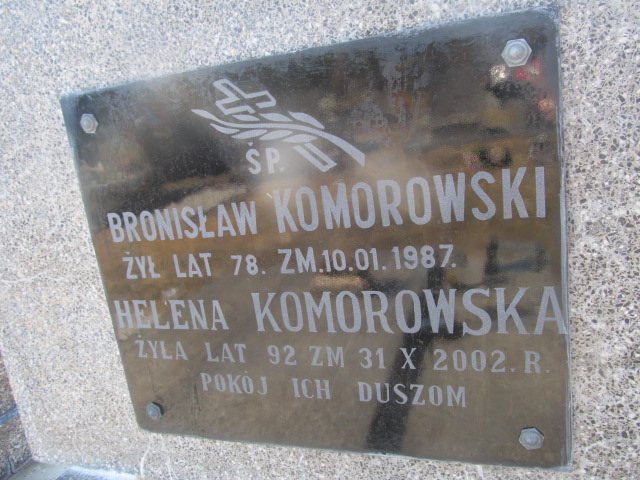 ŚP.
BRONISŁAW KOMOROWSKI
ŻYŁ LAT 78. ZM.10.01.1987.
HELENA KOMOROWSKA
ŻYŁA LAT 92 ZM 31 X 2002.R.
POKÓJ ICH DUSZOM